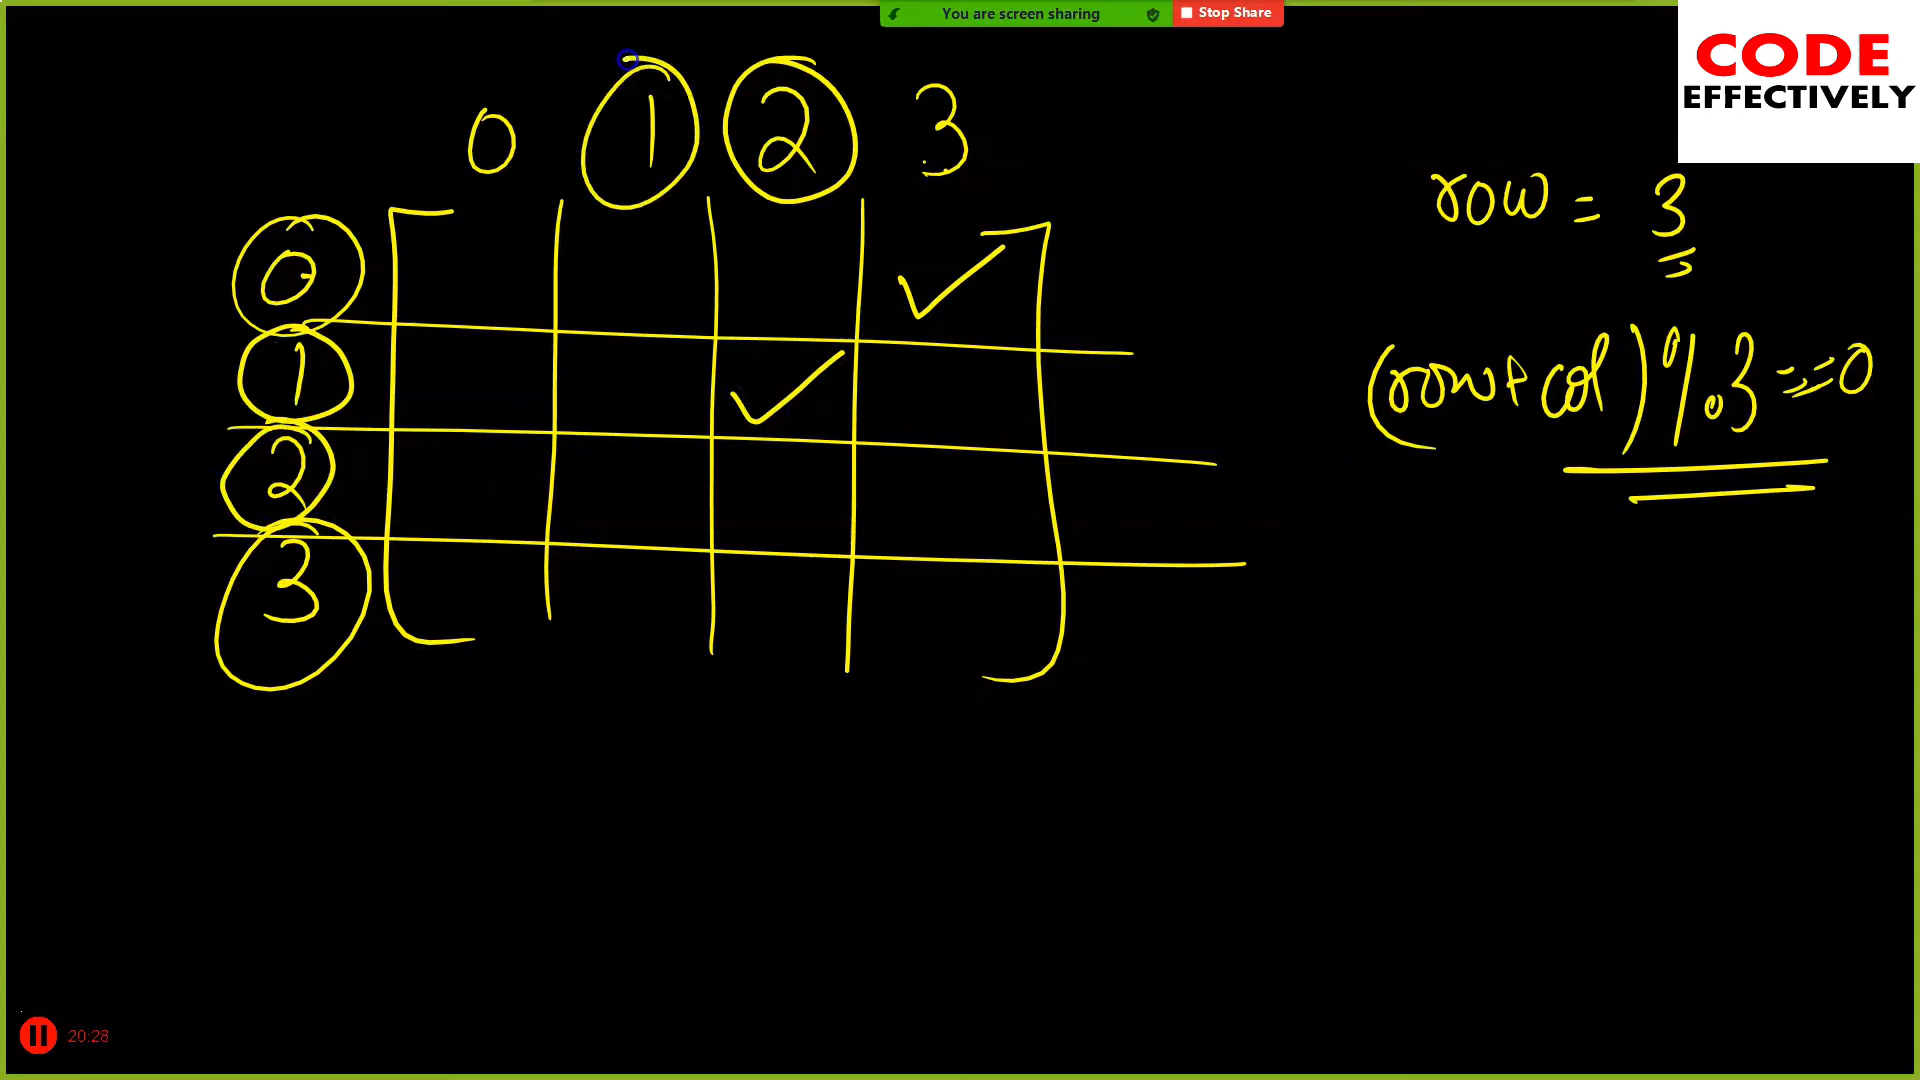 You are screen sharing
Stop Share
CODE
EFFECTIVELY
0 1 2 3
0
1
2
3
row = 3
(row + col) % 3 == 0
20:28